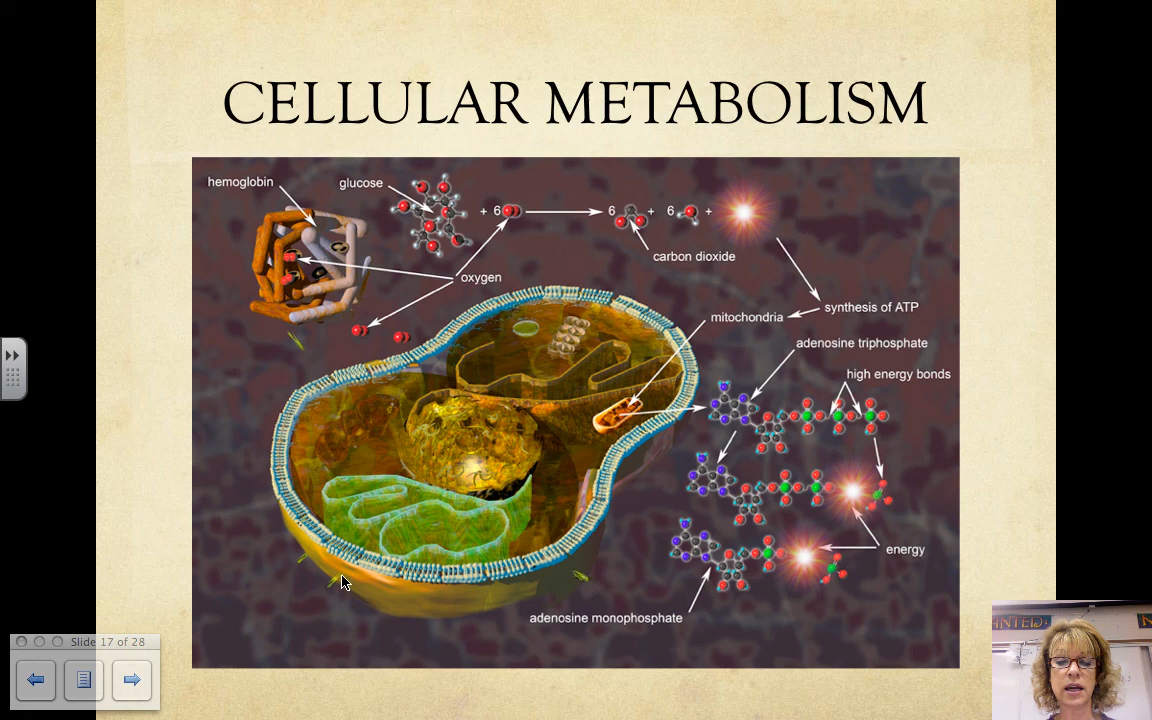 CELLULAR METABOLISM
hemoglobin
glucose
+ 6
6
+ 6
+
carbon dioxide
oxygen
synthesis of ATP
mitochondria
adenosine triphosphate
high energy bonds
energy
adenosine monophosphate
Slide 17 of 28
ANTED